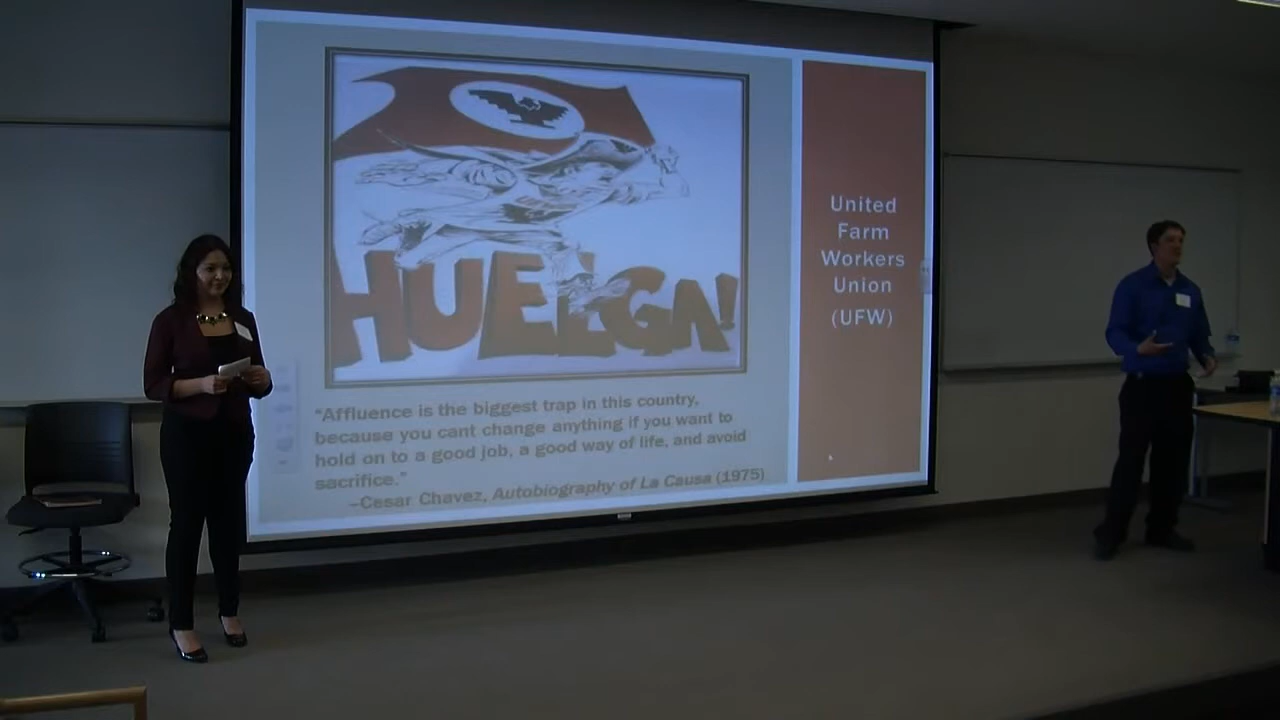 HUELGA!
United
Farm
Workers
Union
(UFW)
“Affluence is the biggest trap in this country,
because you cant change anything if you want to
hold on to a good job, a good way of life, and avoid
sacrifice.”
–Cesar Chavez, Autobiography of La Causa (1975)